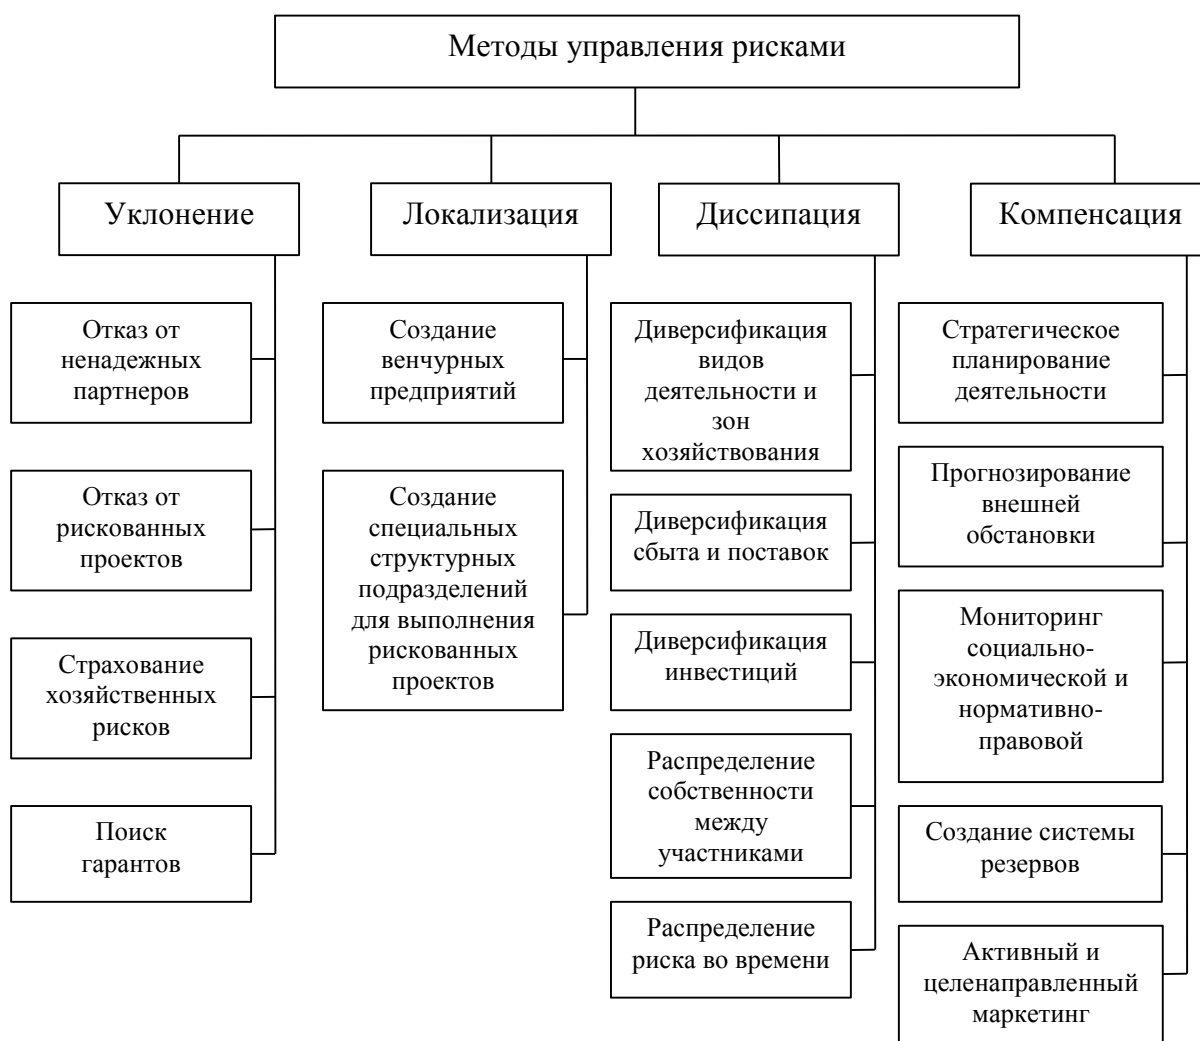 Методы управления рисками
Уклонение
Локализация
Диссипация
Компенсация
Отказ от
ненадежных
партнеров
Отказ от
рискованных
проектов
Страхование
хозяйственных
рисков
Поиск
гарантов
Создание
венчурных
предприятий
Создание
специальных
структурных
подразделений
для выполнения
рискованных
проектов
Диверсификация
видов
деятельности и
зон
хозяйствования
Диверсификация
сбыта и поставок
Диверсификация
инвестиций
Распределение
собственности
между
участниками
Распределение
риска во времени
Стратегическое
планирование
деятельности
Прогнозирование
внешней
обстановки
Мониторинг
социально-
экономической и
нормативно-
правовой
Создание системы
резервов
Активный и
целенаправленный
маркетинг